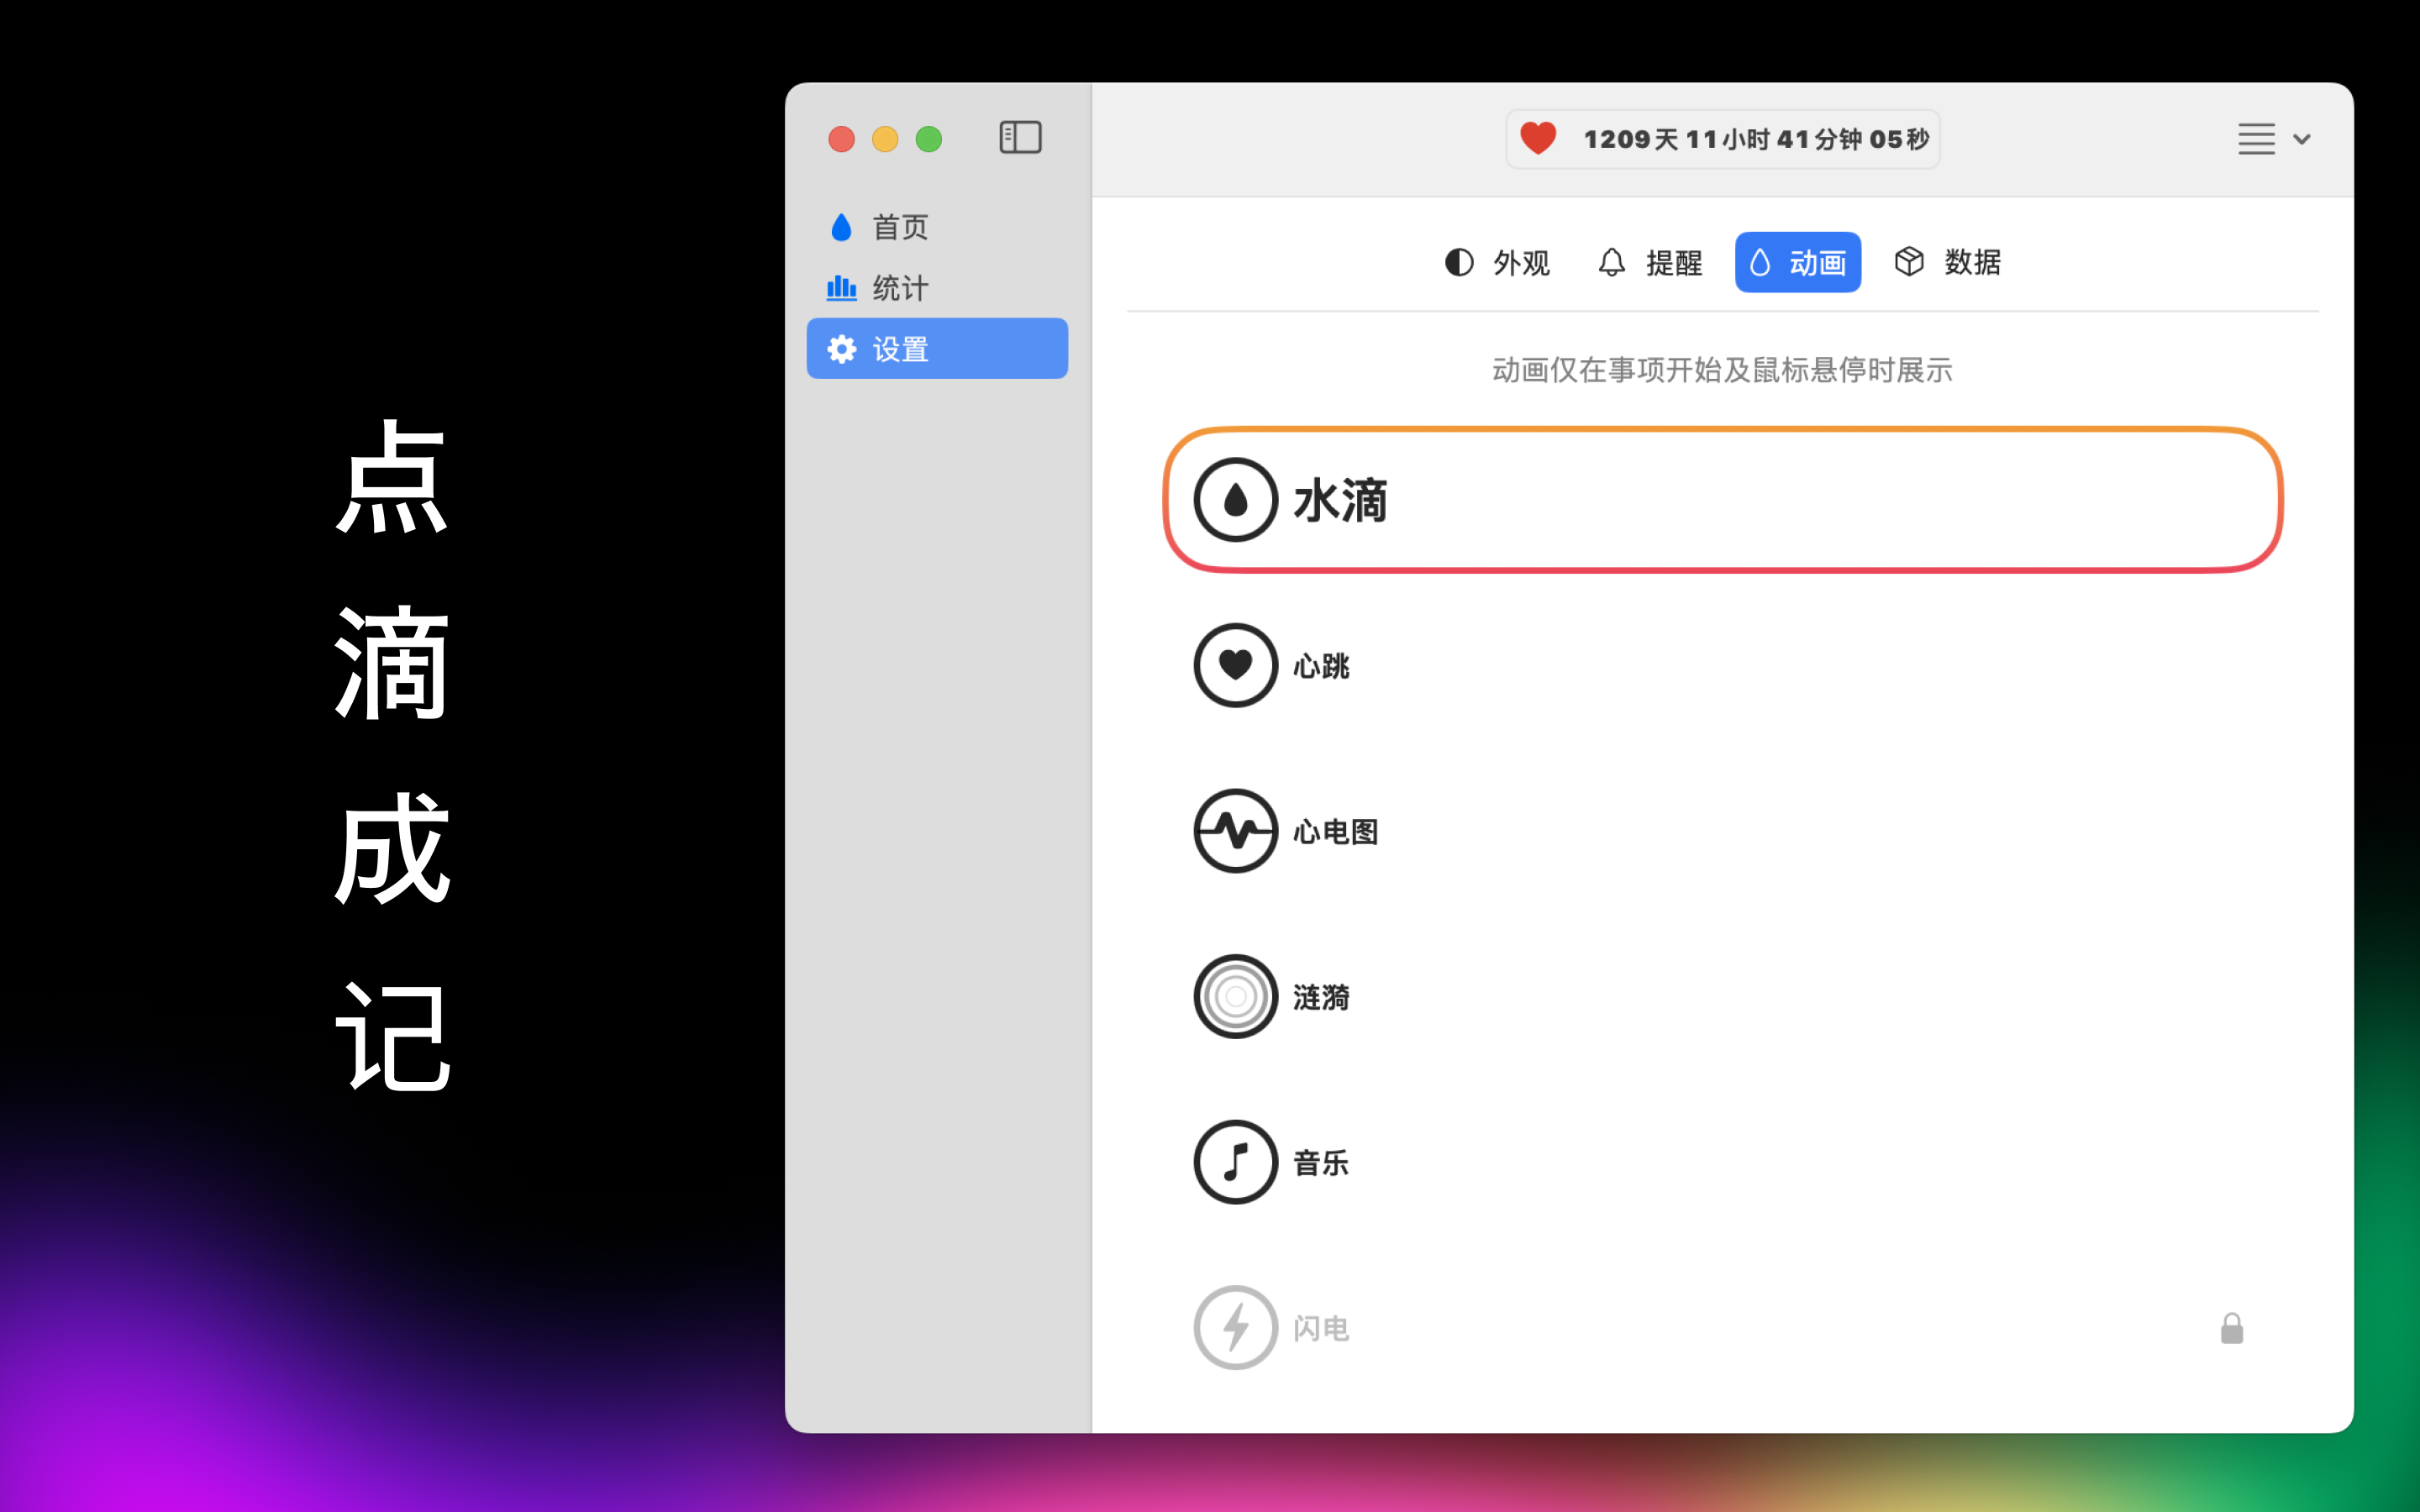 点滴成记
1209天 11小时 41分钟 05秒
首页
统计
设置
外观
提醒
动画
数据
动画仅在事项开始及鼠标悬停时展示
水滴
心跳
心电图
涟漪
音乐
闪电